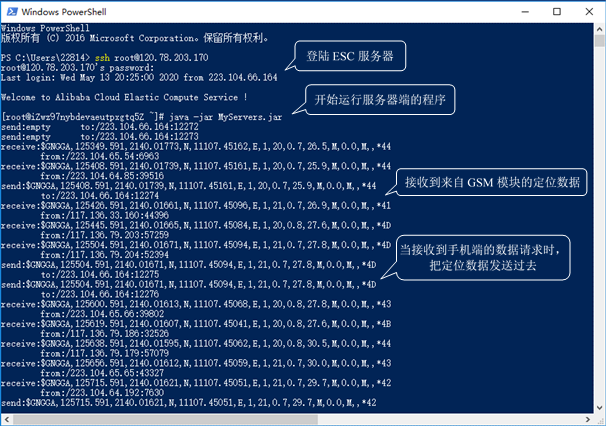 Windows PowerShell
Windows PowerShell
版权所有 (C) 2016 Microsoft Corporation。保留所有权利。
PS C:\Users\22814> ssh root@120.78.203.170
root@120.78.203.170's password:
Last login: Wed May 13 20:25:00 2020 from 223.104.66.164
登陆 ESC 服务器
Welcome to Alibaba Cloud Elastic Compute Service !
开始运行服务器端的程序
[root@iZwz97nybdevaeutpxgtq5Z ~]# java -jar MyServers.jar
send:empty to:/223.104.66.164:12272
send:empty to:/223.104.66.164:12273
receive:$GNGGA,125349.591,2140.01773,N,11107.45162,E,1,20,0.7,26.5,M,0.0,M,,*44
from:/223.104.65.54:6963
receive:$GNGGA,125408.591,2140.01739,N,11107.45161,E,1,20,0.7,25.9,M,0.0,M,,*44
from:/223.104.64.85:39516
send:$GNGGA,125408.591,2140.01739,N,11107.45161,E,1,20,0.7,25.9,M,0.0,M,,*44
to:/223.104.66.164:12274
接收到来自 GSM 模块的定位数据
receive:$GNGGA,125426.591,2140.01661,N,11107.45096,E,1,21,0.7,26.9,M,0.0,M,,*41
from:/117.136.33.160:44396
receive:$GNGGA,125445.591,2140.01665,N,11107.45084,E,1,20,0.8,27.6,M,0.0,M,,*4D
from:/117.136.79.203:57259
receive:$GNGGA,125504.591,2140.01671,N,11107.45094,E,1,21,0.7,27.8,M,0.0,M,,*4D
from:/117.136.79.204:52394
send:$GNGGA,125504.591,2140.01671,N,11107.45094,E,1,21,0.7,27.8,M,0.0,M,,*4D
to:/223.104.66.164:12275
send:$GNGGA,125504.591,2140.01671,N,11107.45094,E,1,21,0.7,27.8,M,0.0,M,,*4D
to:/223.104.66.164:12276
当接收到手机端的数据请求时，
把定位数据发送过去
receive:$GNGGA,125600.591,2140.01613,N,11107.45068,E,1,20,0.8,27.8,M,0.0,M,,*43
from:/223.104.65.66:39802
receive:$GNGGA,125619.591,2140.01607,N,11107.45041,E,1,20,0.8,27.6,M,0.0,M,,*4B
from:/117.136.79.186:32526
receive:$GNGGA,125638.591,2140.01595,N,11107.45062,E,1,20,0.8,30.5,M,0.0,M,,*44
from:/117.136.79.179:57079
receive:$GNGGA,125656.591,2140.01612,N,11107.45059,E,1,21,0.7,30.0,M,0.0,M,,*43
from:/223.104.65.65:43327
receive:$GNGGA,125715.591,2140.01621,N,11107.45051,E,1,21,0.7,29.7,M,0.0,M,,*42
from:/223.104.64.192:7630
send:$GNGGA,125715.591,2140.01621,N,11107.45051,E,1,21,0.7,29.7,M,0.0,M,,*42